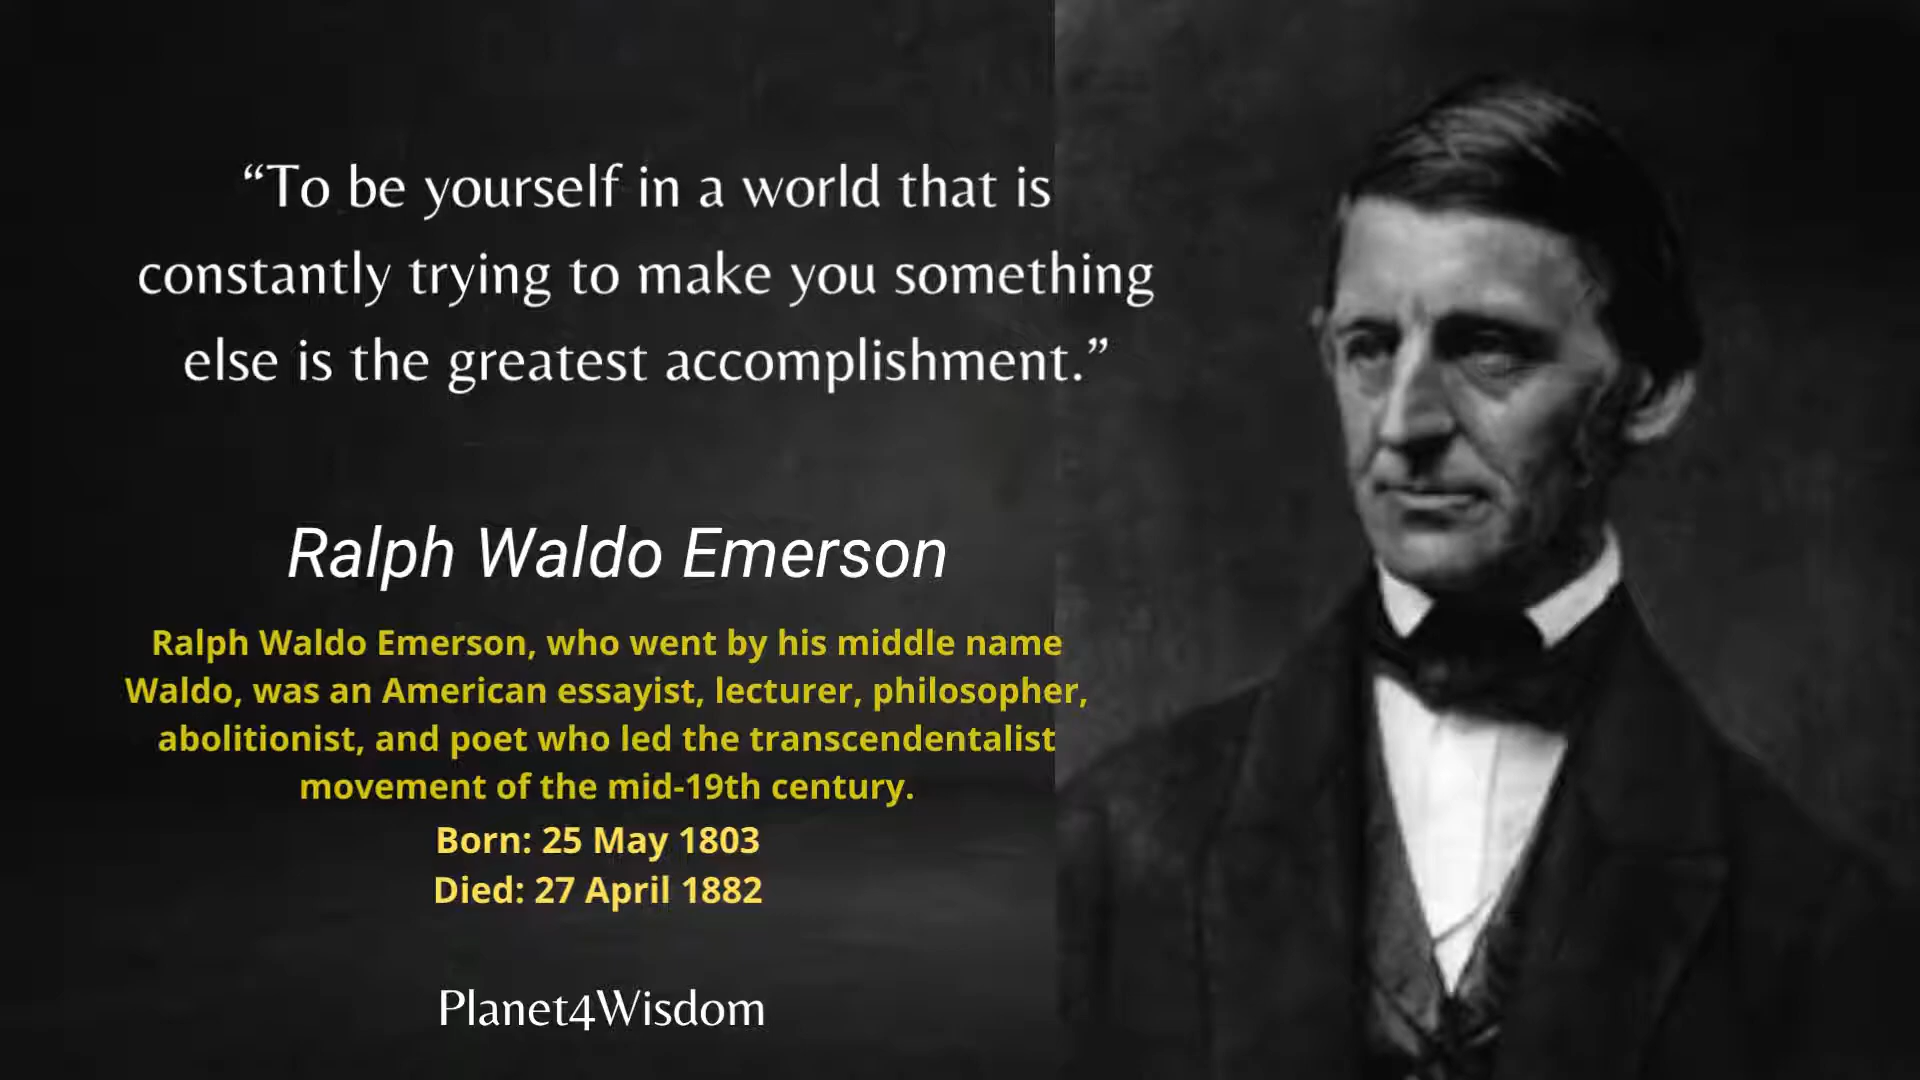 “To be yourself in a world that is
constantly trying to make you something
else is the greatest accomplishment.”
Ralph Waldo Emerson
Ralph Waldo Emerson, who went by his middle name
Waldo, was an American essayist, lecturer, philosopher,
abolitionist, and poet who led the transcendentalist
movement of the mid-19th century.
Born: 25 May 1803
Died: 27 April 1882
Planet4Wisdom